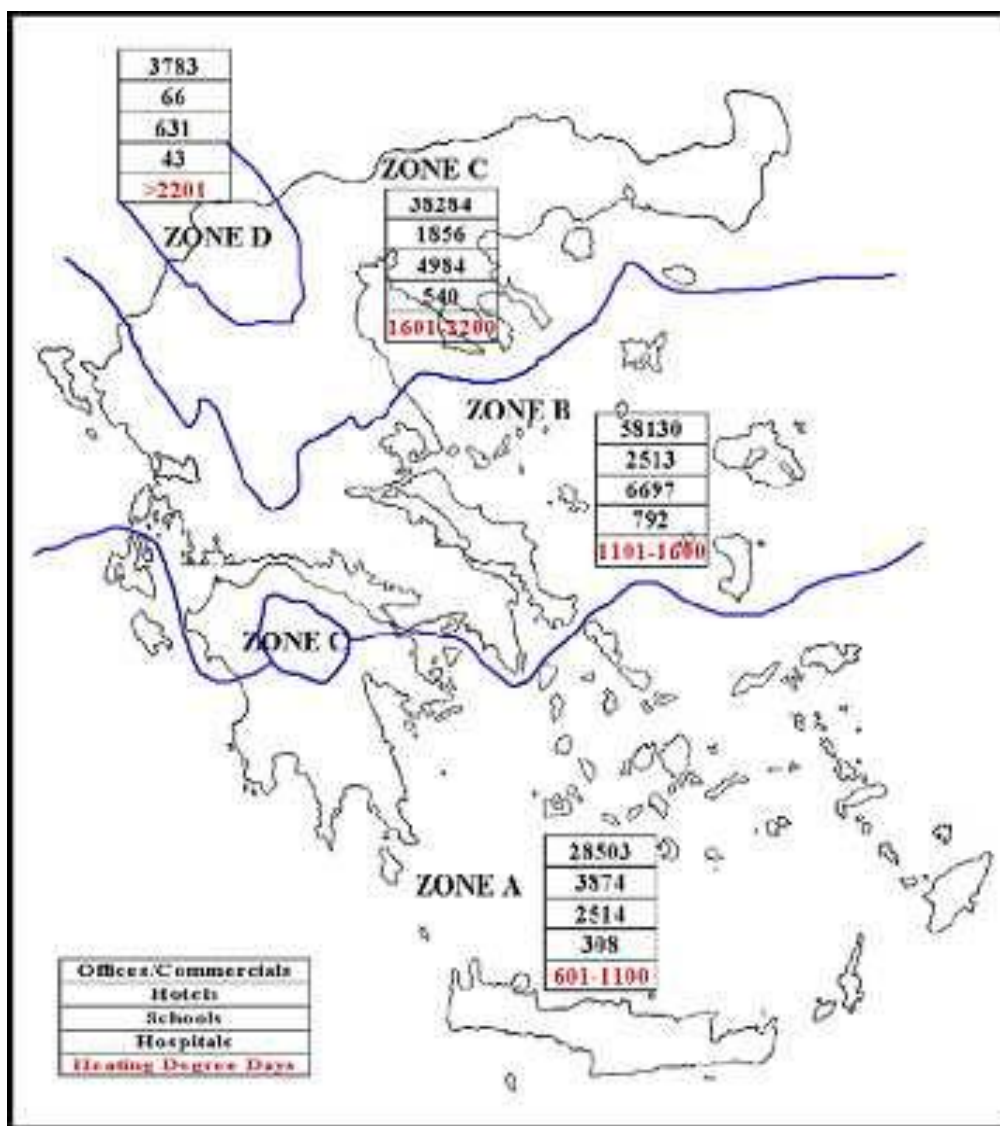 3783
66
631
43
>2201
ZONE D
ZONE C
38284
1856
4984
540
1601-2200
ZONE B
58130
2513
6697
792
1101-1600
ZONE C
ZONE A
28503
3874
2514
308
601-1100
Offices/Commercials
Hotels
Schools
Hospitals
Heating Degree Days